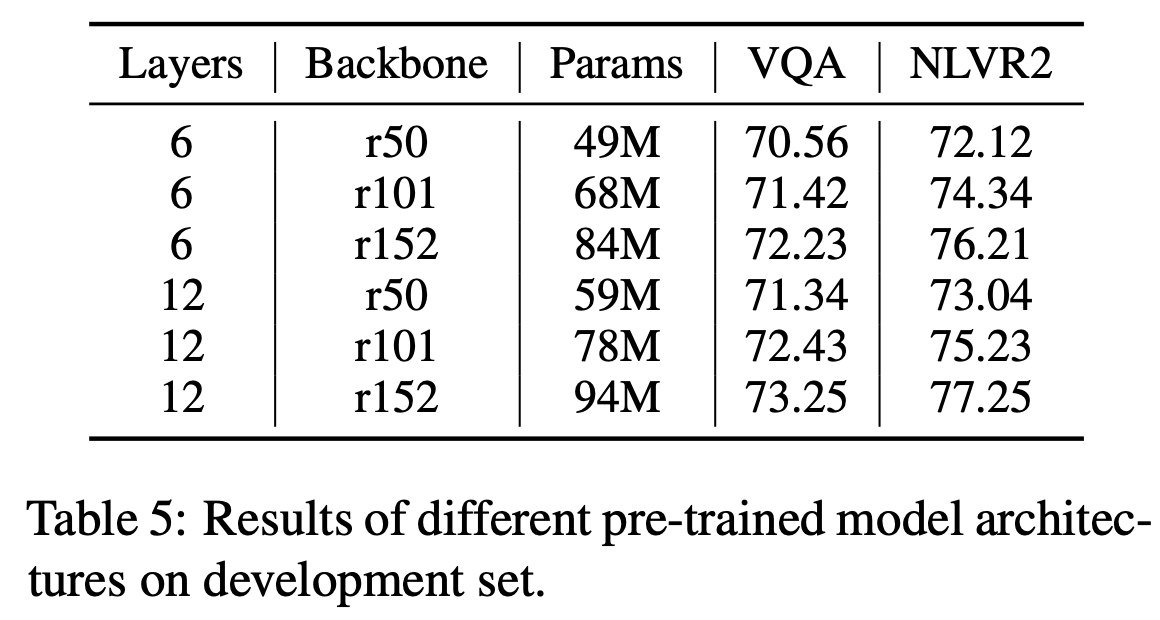 Layers Backbone Params VQA NLVR2
6 r50 49M 70.56 72.12
6 r101 68M 71.42 74.34
6 r152 84M 72.23 76.21
12 r50 59M 71.34 73.04
12 r101 78M 72.43 75.23
12 r152 94M 73.25 77.25
Table 5: Results of different pre-trained model architec-
tures on development set.